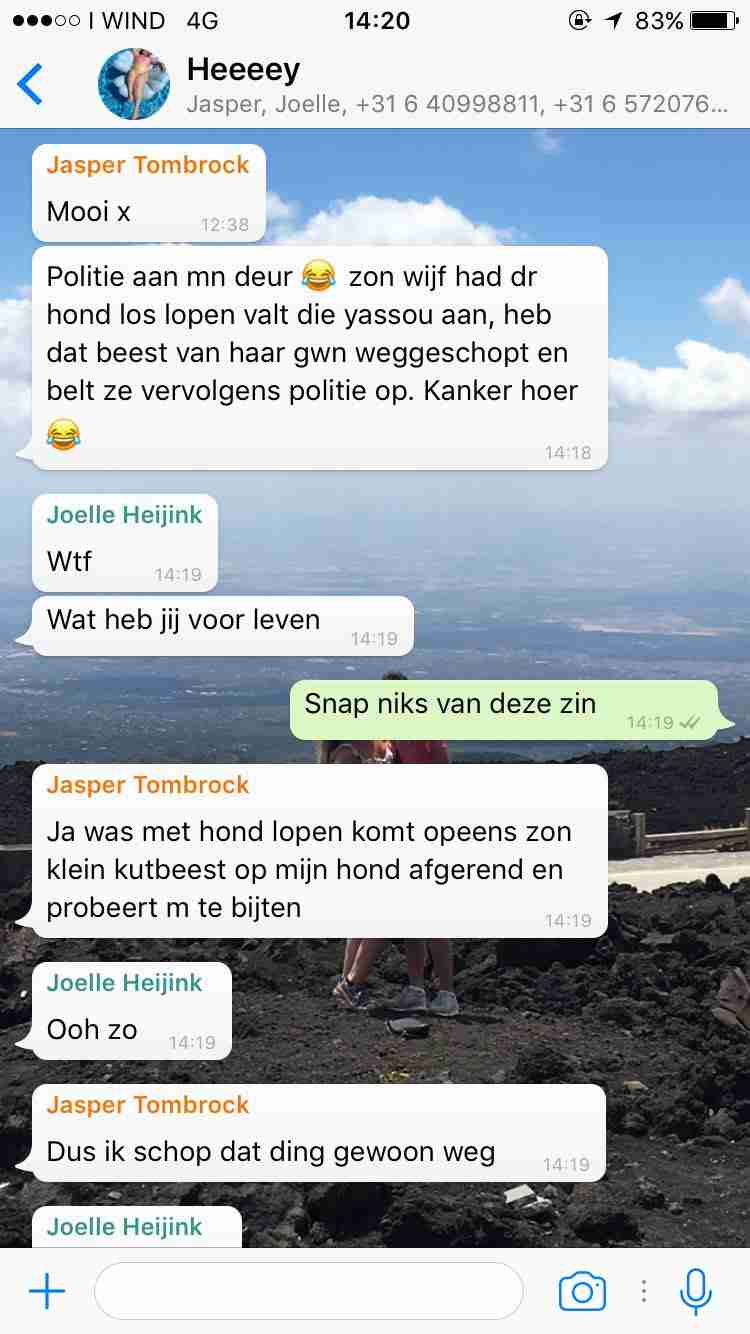 I WIND 4G 14:20 83%
Heeeey
Jasper, Joelle, +31 6 40998811, +31 6 572076...
Jasper Tombrock
Mooi x 12:38
Politie aan mn deur 😂 zon wijf had dr
hond los lopen valt die yassou aan, heb
dat beest van haar gwn weggeschopt en
belt ze vervolgens politie op. Kanker hoer
😂 14:18
Joelle Heijink
Wtf 14:19
Wat heb jij voor leven 14:19
Snap niks van deze zin 14:19
Jasper Tombrock
Ja was met hond lopen komt opeens zon
klein kutbeest op mijn hond afgerend en
probeert m te bijten 14:19
Joelle Heijink
Ooh zo 14:19
Jasper Tombrock
Dus ik schop dat ding gewoon weg 14:19
Joelle Heijink